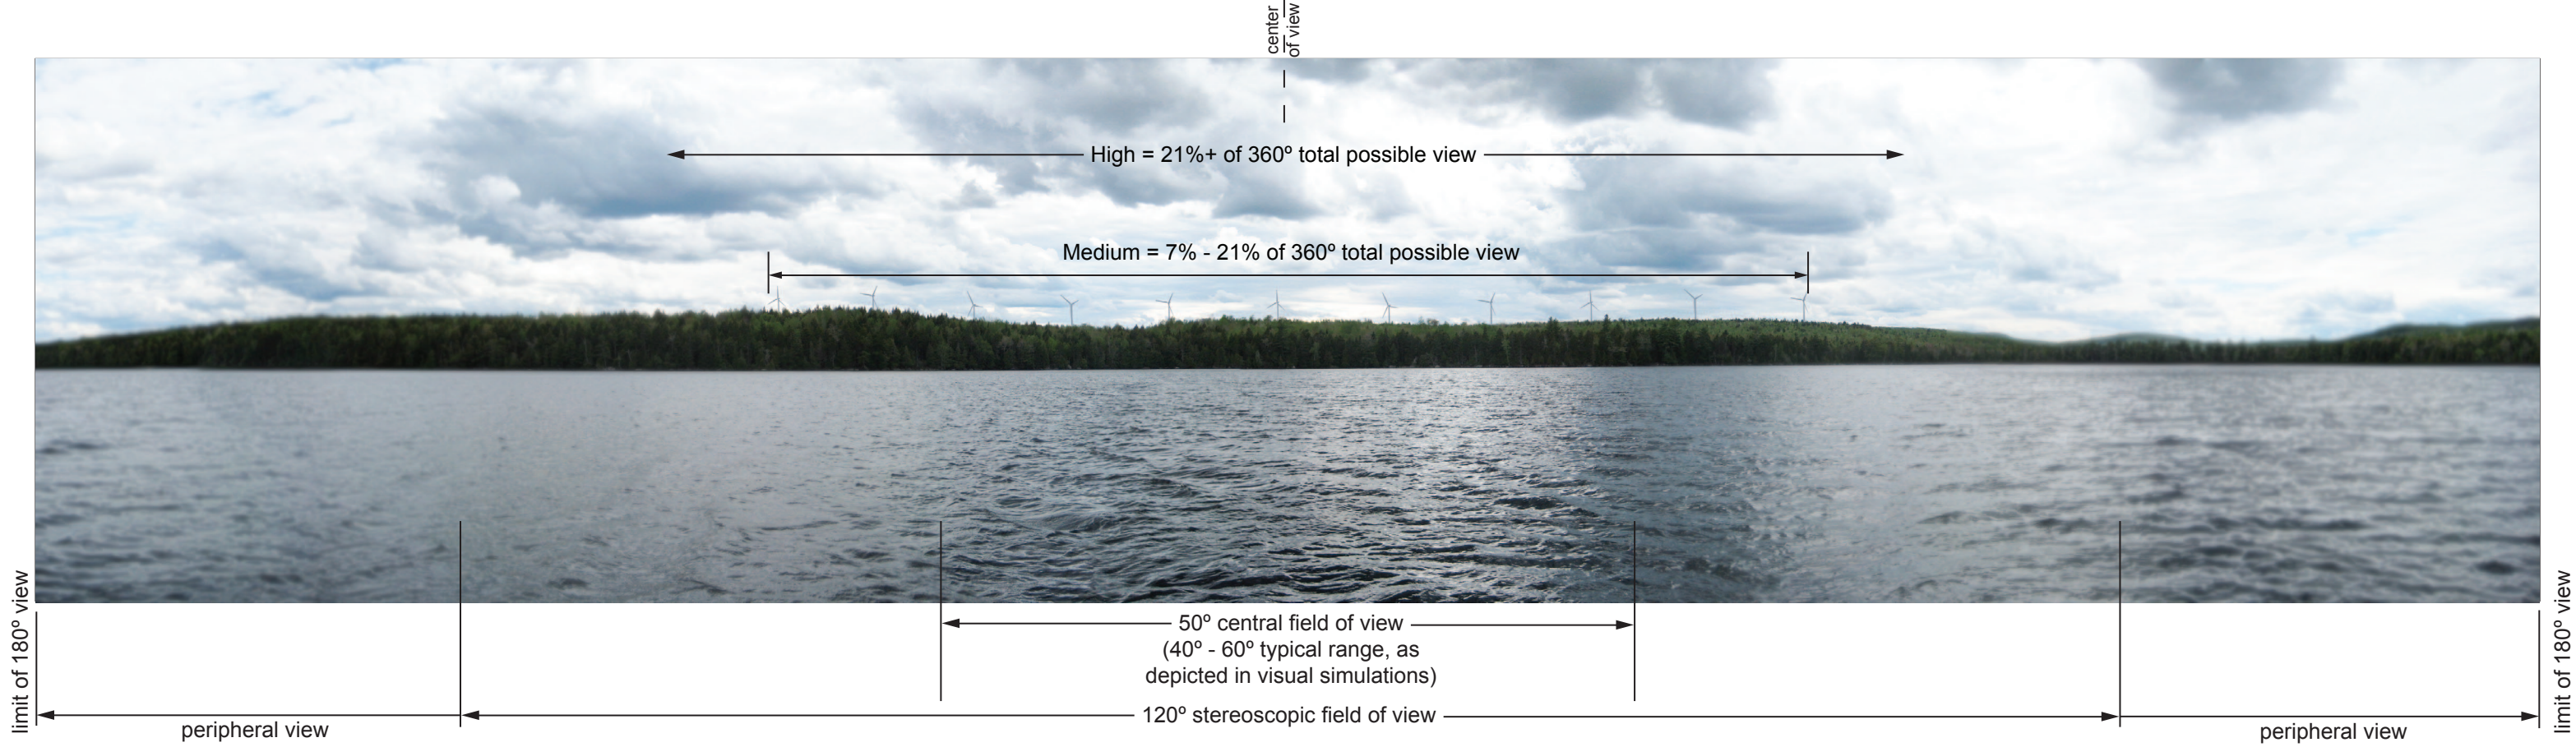 center
of view
High = 21%+ of 360º total possible view
Medium = 7% - 21% of 360º total possible view
limit of 180º view
50º central field of view
(40º - 60º typical range, as
depicted in visual simulations)
120º stereoscopic field of view
peripheral view
peripheral view
limit of 180º view